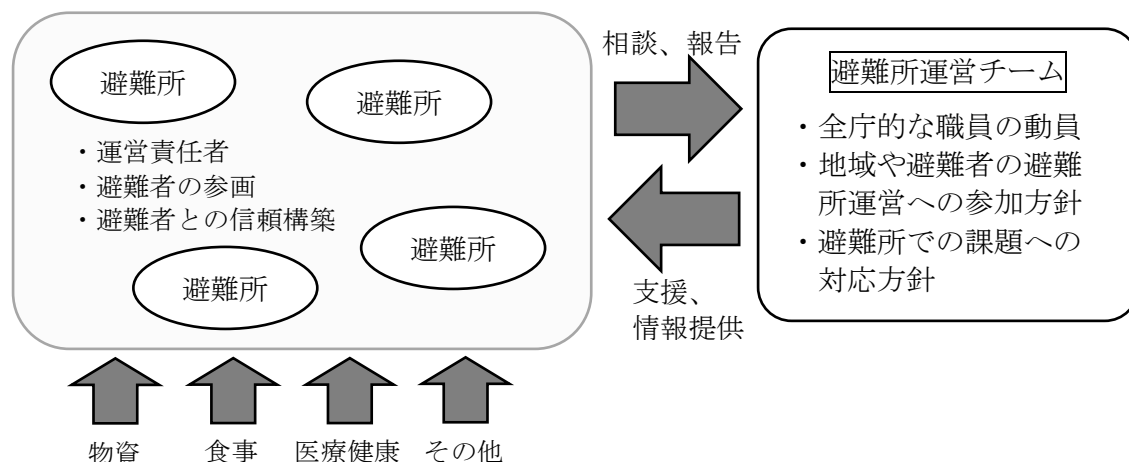 避難所
避難所
・運営責任者
・避難者の参画
・避難者との信頼構築
避難所
避難所
相談、報告
支援、
情報提供
避難所運営チーム
・全庁的な職員の動員
・地域や避難者の避難
所運営への参加方針
・避難所での課題への
対応方針
物資
食事
医療健康
その他